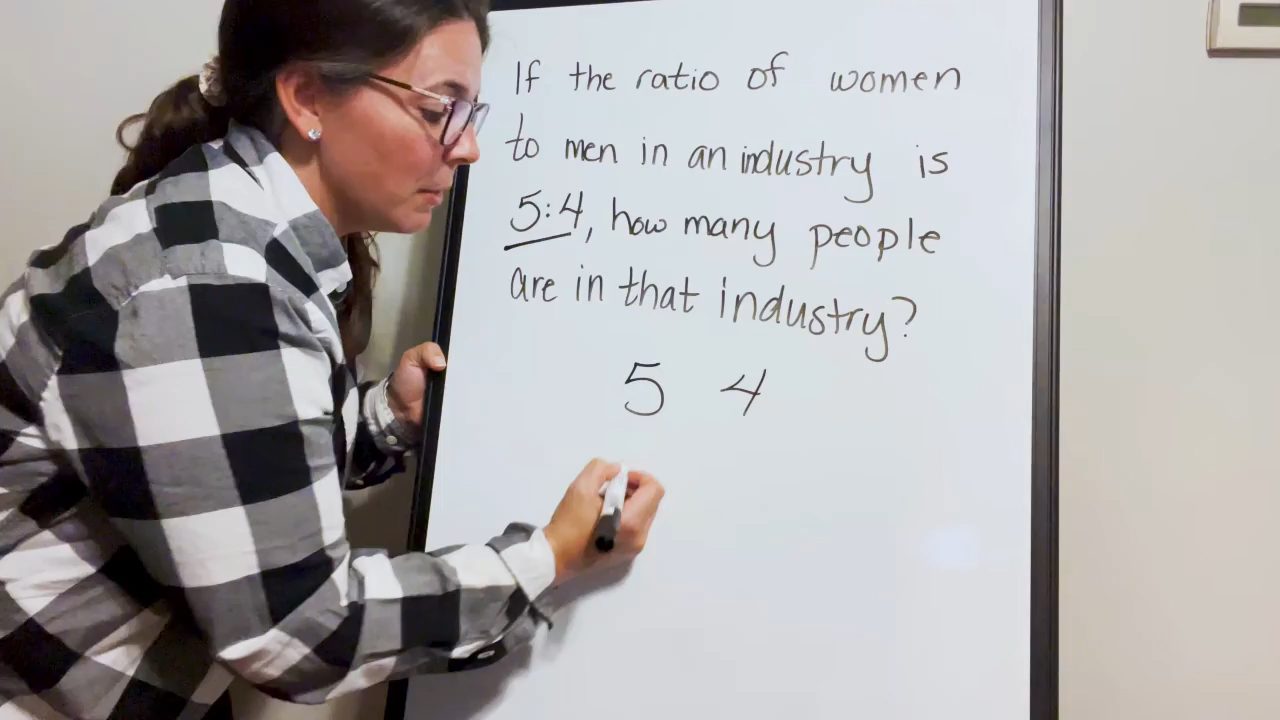 If the ratio of women
to men in an industry is
5:4, how many people
are in that industry?
5 4